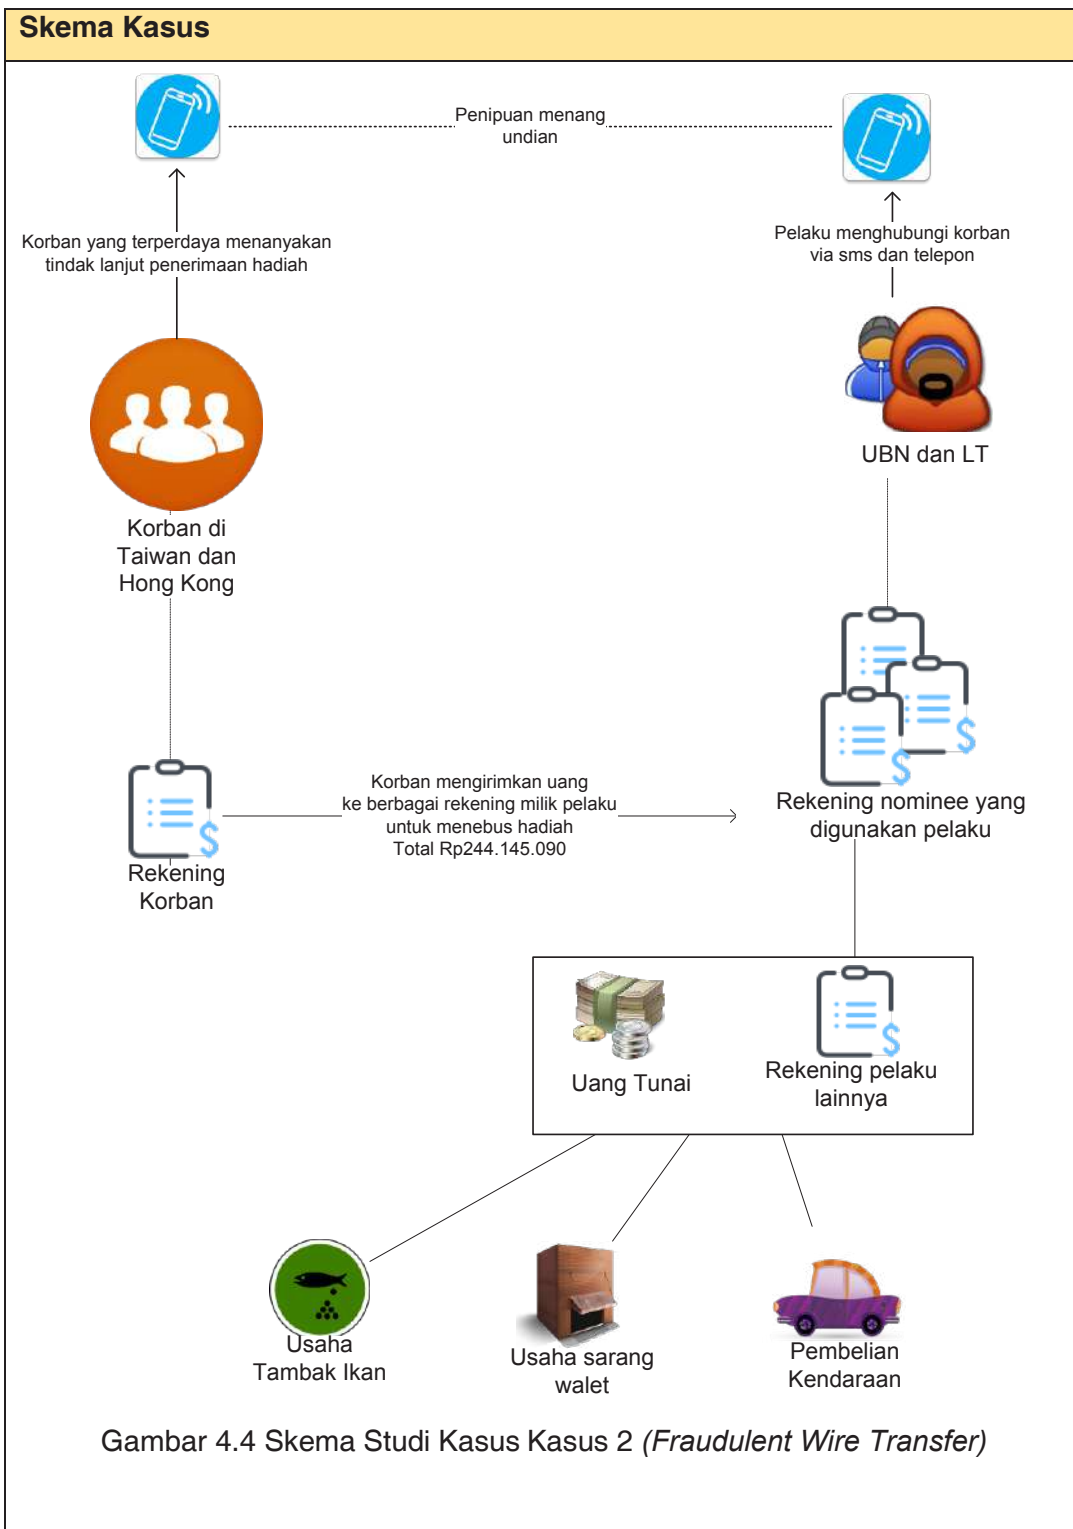 Skema Kasus
Penipuan menang
undian
Korban yang terperdaya menanyakan
tindak lanjut penerimaan hadiah
Pelaku menghubungi korban
via sms dan telepon
UBN dan LT
Korban di
Taiwan dan
Hong Kong
Korban mengirimkan uang
ke berbagai rekening milik pelaku
untuk menebus hadiah
Total Rp244.145.090
Rekening nominee yang
digunakan pelaku
Rekening
Korban
Uang Tunai
Rekening pelaku
lainnya
Usaha
Tambak Ikan
Usaha sarang
walet
Pembelian
Kendaraan
Gambar 4.4 Skema Studi Kasus Kasus 2 (Fraudulent Wire Transfer)